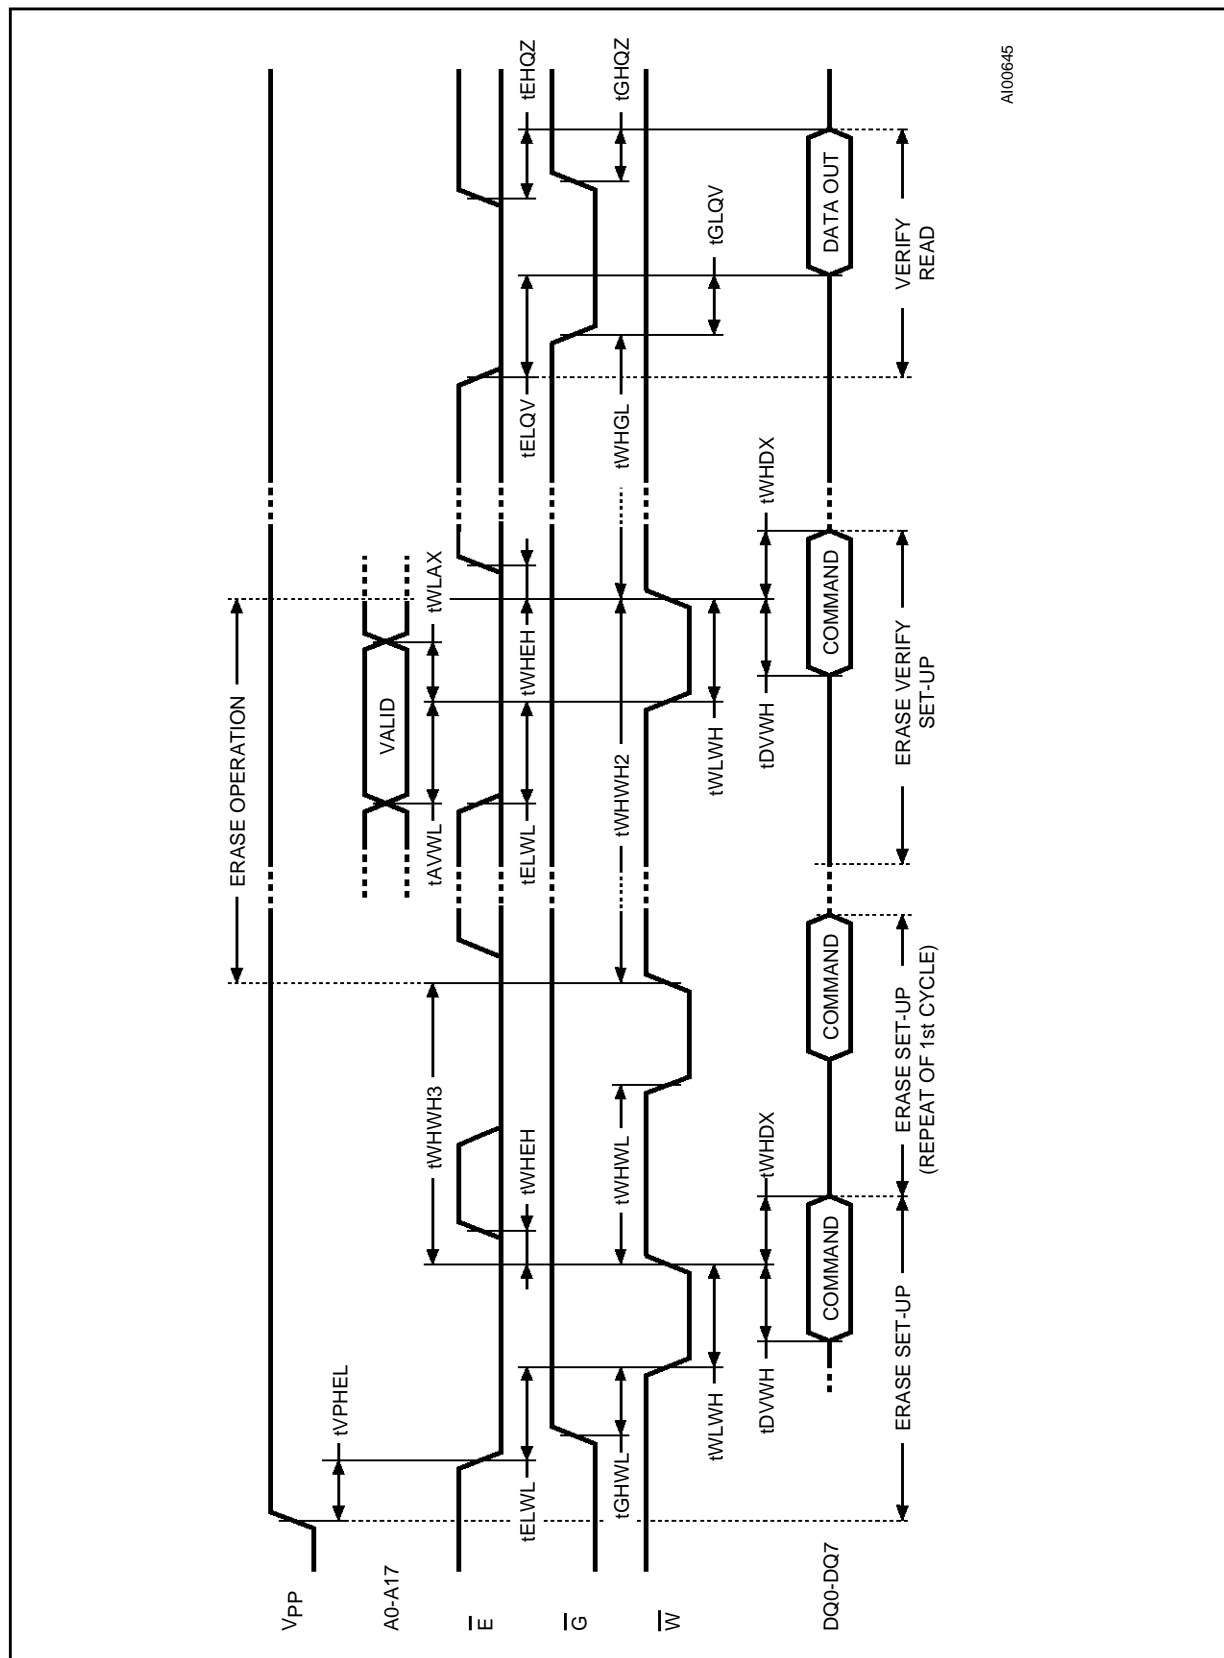 ERASE OPERATION
VPP
tVPHEL
A0-A17
VALID
tAVWL
tWLAX
tWHWH3
E
tELWL
tWHEH
tELWL
tWHEH
tELQV
tEHQZ
G
tGHWL
tWHWL
tWHWH2
tWHGL
tGHQZ
W
tWLWH
tWLWH
tGLQV
tDVWH
tWHDX
tDVWH
tWHDX
DQ0-DQ7
COMMAND
COMMAND
COMMAND
DATA OUT
ERASE SET-UP
ERASE SET-UP
(REPEAT OF 1st CYCLE)
ERASE VERIFY
SET-UP
VERIFY
READ
AI00645